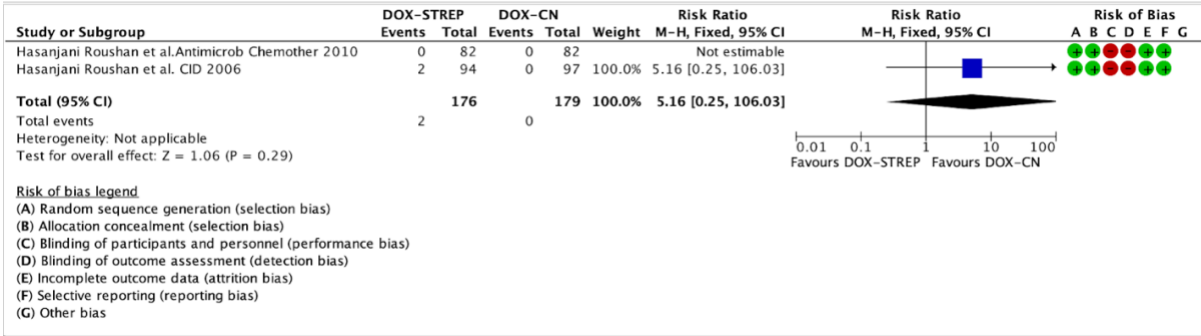 DOX-STREP DOX-CN Risk Ratio Risk Ratio Risk of Bias
Study or Subgroup Events Total Events Total Weight M-H, Fixed, 95% CI M-H, Fixed, 95% CI A B C D E F G
Hasanjani Roushan et al.Antimicrob Chemother 2010 0 82 0 82 Not estimable + + − − + +
Hasanjani Roushan et al. CID 2006 2 94 0 97 100.0% 5.16 [0.25, 106.03] + + − − + +
Total (95% CI) 176 179 100.0% 5.16 [0.25, 106.03]
Total events 2 0
Heterogeneity: Not applicable
Test for overall effect: Z = 1.06 (P = 0.29)
0.01 0.1 1 10 100
Favours DOX-STREP Favours DOX-CN
Risk of bias legend
(A) Random sequence generation (selection bias)
(B) Allocation concealment (selection bias)
(C) Blinding of participants and personnel (performance bias)
(D) Blinding of outcome assessment (detection bias)
(E) Incomplete outcome data (attrition bias)
(F) Selective reporting (reporting bias)
(G) Other bias